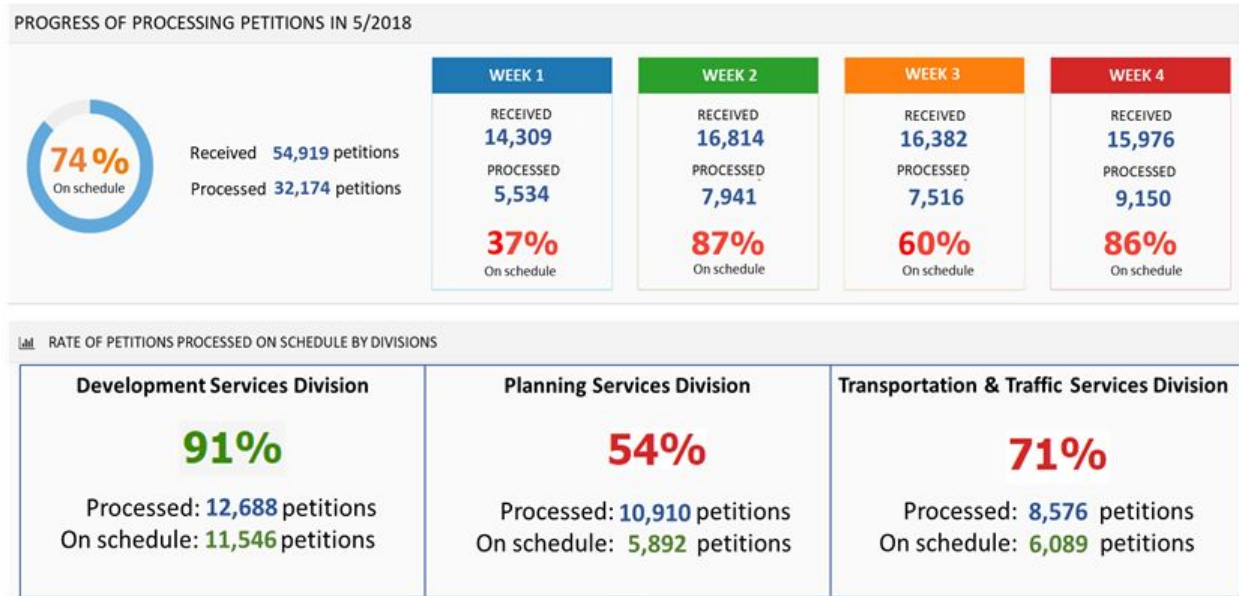 PROGRESS OF PROCESSING PETITIONS IN 5/2018
74%
On schedule
Received 54,919 petitions
Processed 32,174 petitions
WEEK 1
RECEIVED
14,309
PROCESSED
5,534
37%
On schedule
WEEK 2
RECEIVED
16,814
PROCESSED
7,941
87%
On schedule
WEEK 3
RECEIVED
16,382
PROCESSED
7,516
60%
On schedule
WEEK 4
RECEIVED
15,976
PROCESSED
9,150
86%
On schedule
RATE OF PETITIONS PROCESSED ON SCHEDULE BY DIVISIONS
Development Services Division
91%
Processed: 12,688 petitions
On schedule: 11,546 petitions
Planning Services Division
54%
Processed: 10,910 petitions
On schedule: 5,892 petitions
Transportation & Traffic Services Division
71%
Processed: 8,576 petitions
On schedule: 6,089 petitions